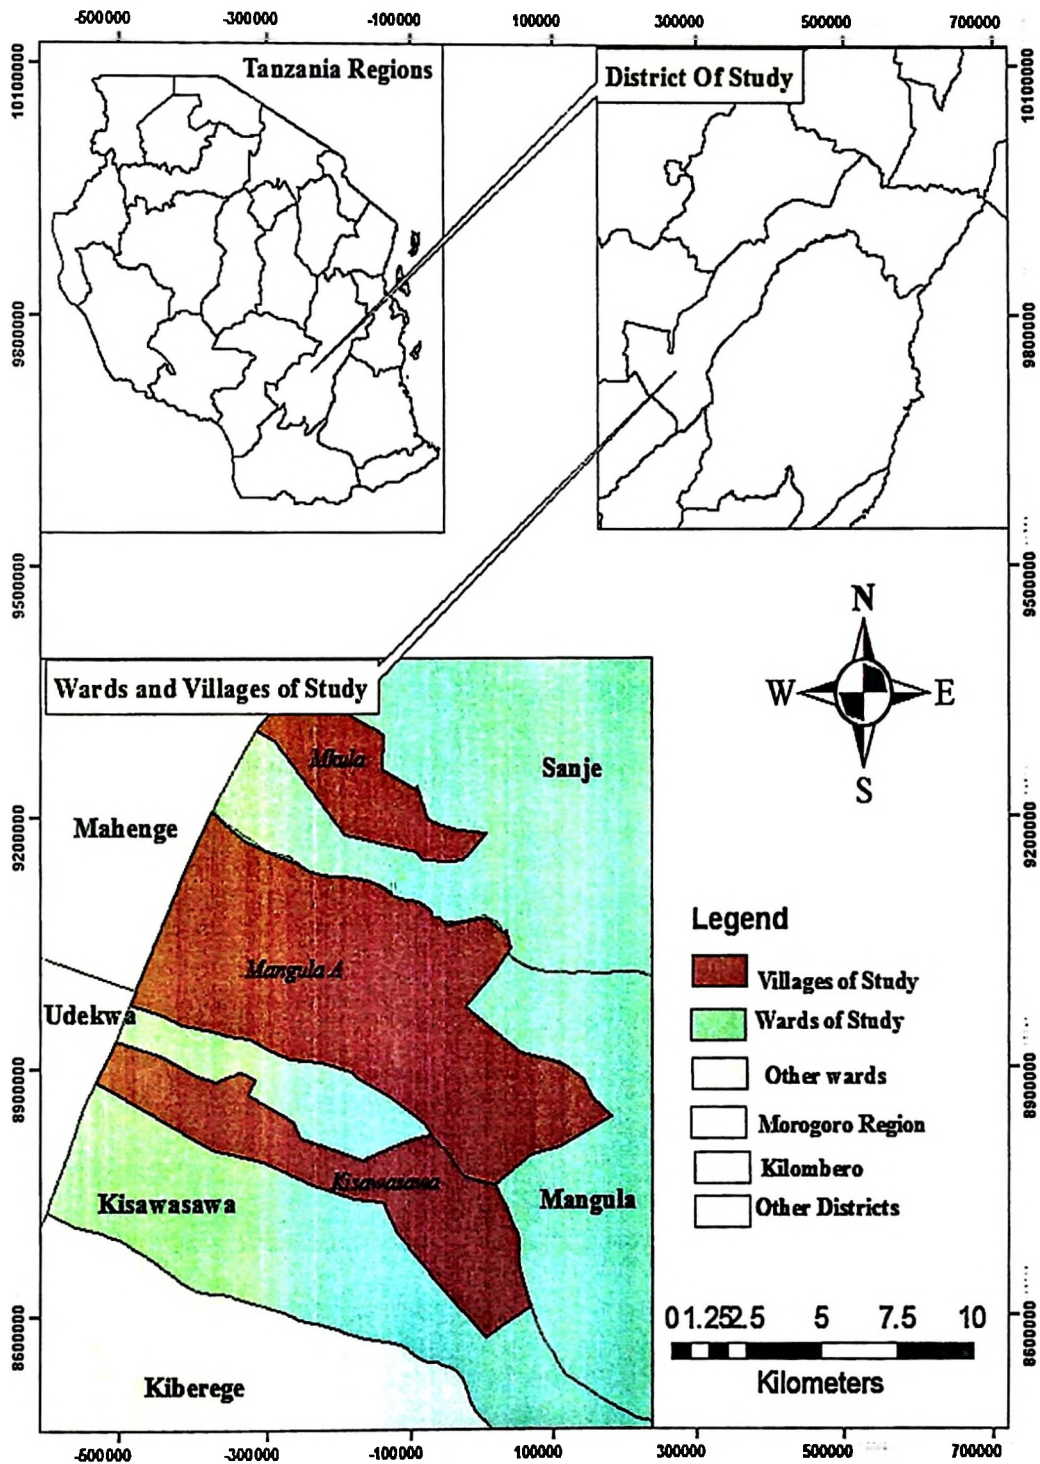 -500000 -300000 -100000 100000 300000 500000 700000
10100000
Tanzania Regions
District Of Study
10100000
9800000
9800000
9500000
9500000
N
W E
S
Wards and Villages of Study
Mkula
Sanje
Mahenge
9200000
9200000
Legend
Mangula A
Villages of Study
Udekwa
Wards of Study
8900000
8900000
Other wards
Morogoro Region
Kilombero
Kisawasawa
Kisawasawa
Mangula
Other Districts
8600000
8600000
0 1.25 2.5 5 7.5 10
Kilometers
Kiberege
-500000 -300000 -100000 100000 300000 500000 700000